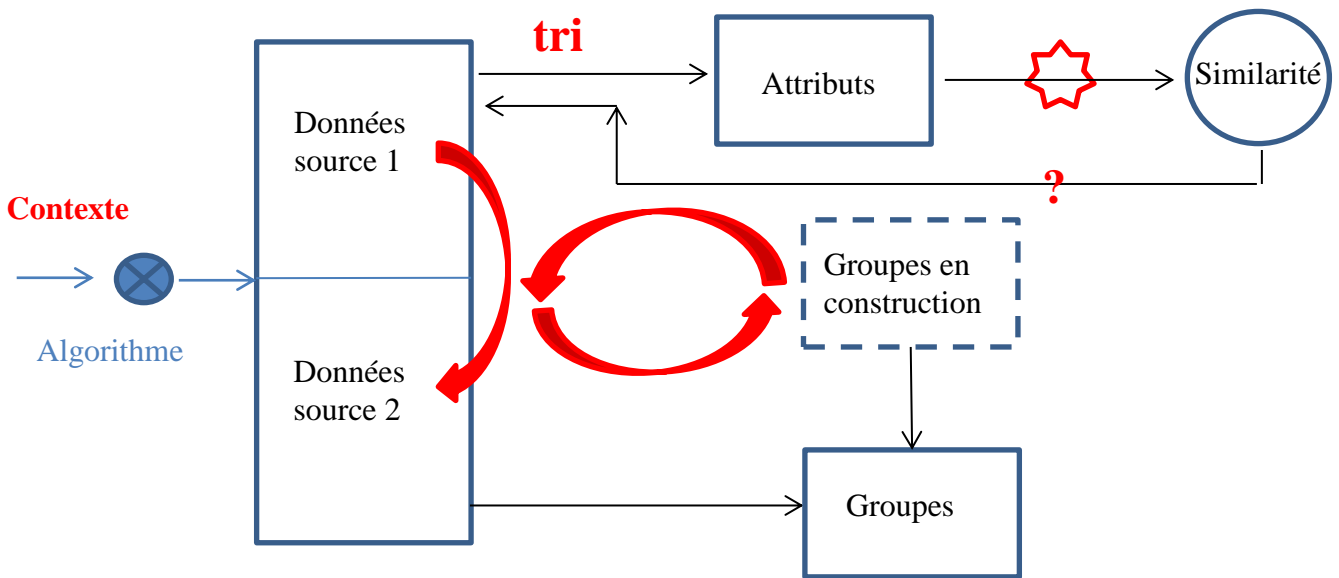 tri
Attributs
Similarité
Données
source 1
?
Contexte
Groupes en
construction
Algorithme
Données
source 2
Groupes